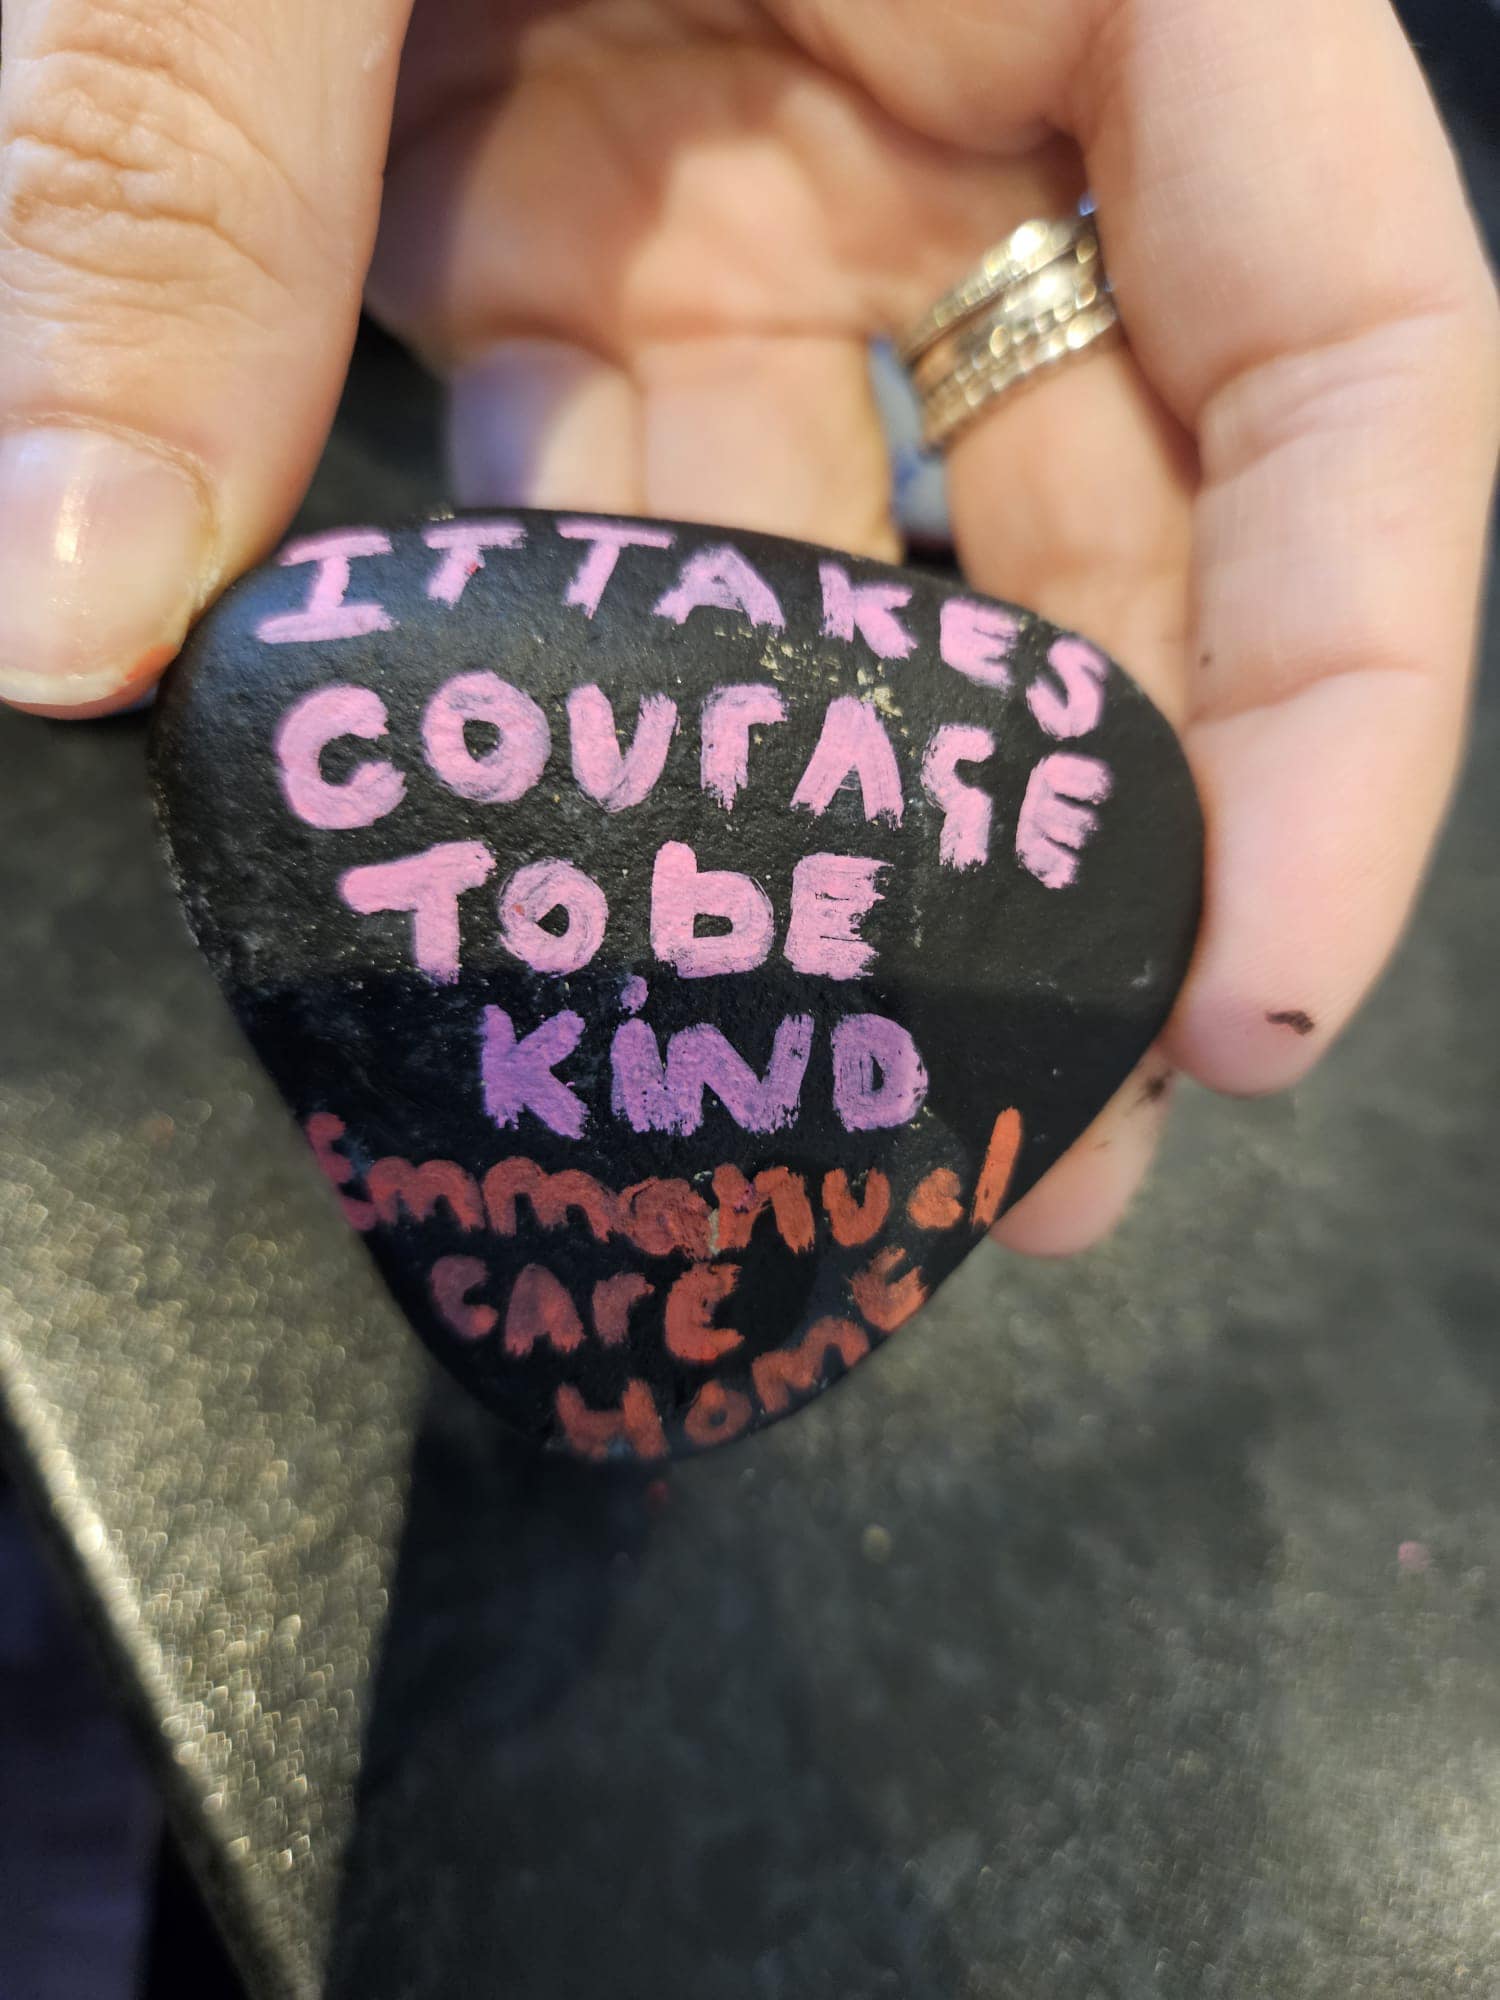 IT TAKES
COUrAGE
TO bE
KiND
Emmanuel
CArE
HOmE